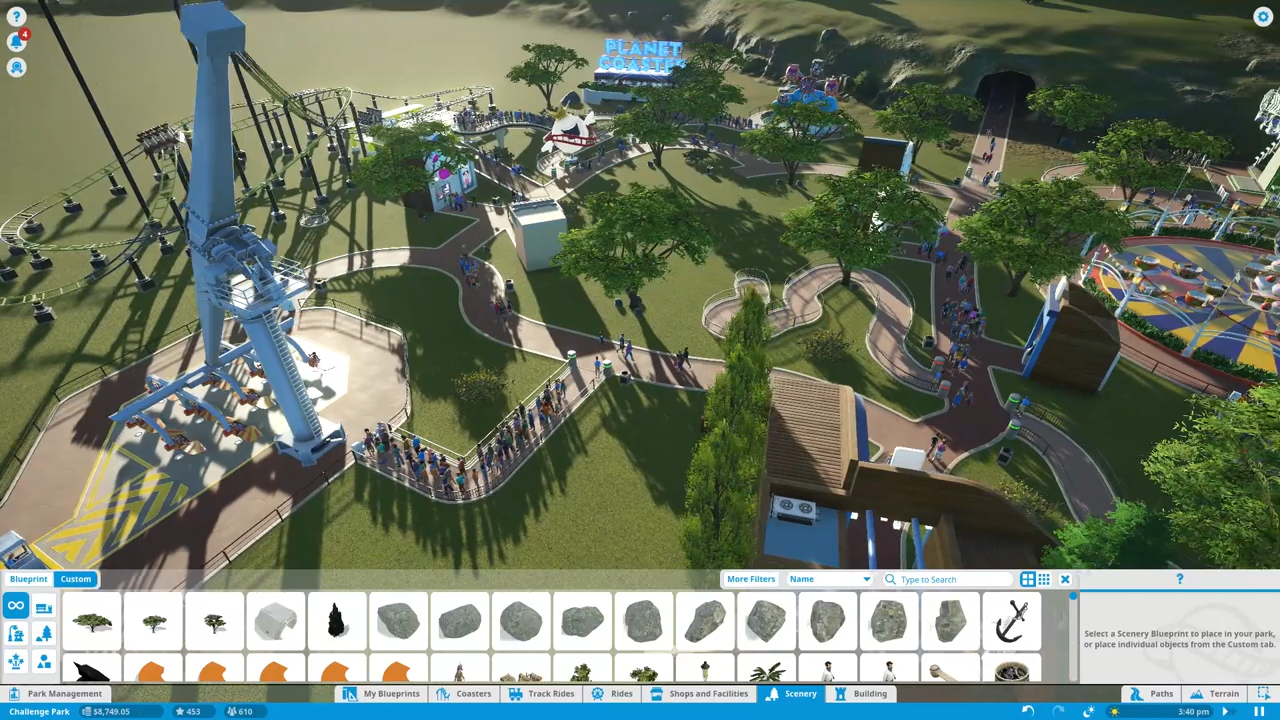 ?
4
PLANET
COASTER
Blueprint
Custom
More Filters
Name
Type to Search
?
Select a Scenery Blueprint to place in your park,
or place individual objects from the Custom tab.
Park Management
My Blueprints
Coasters
Track Rides
Rides
Shops and Facilities
Scenery
Building
Paths
Terrain
Challenge Park
$8,749.05
453
610
3:40 pm